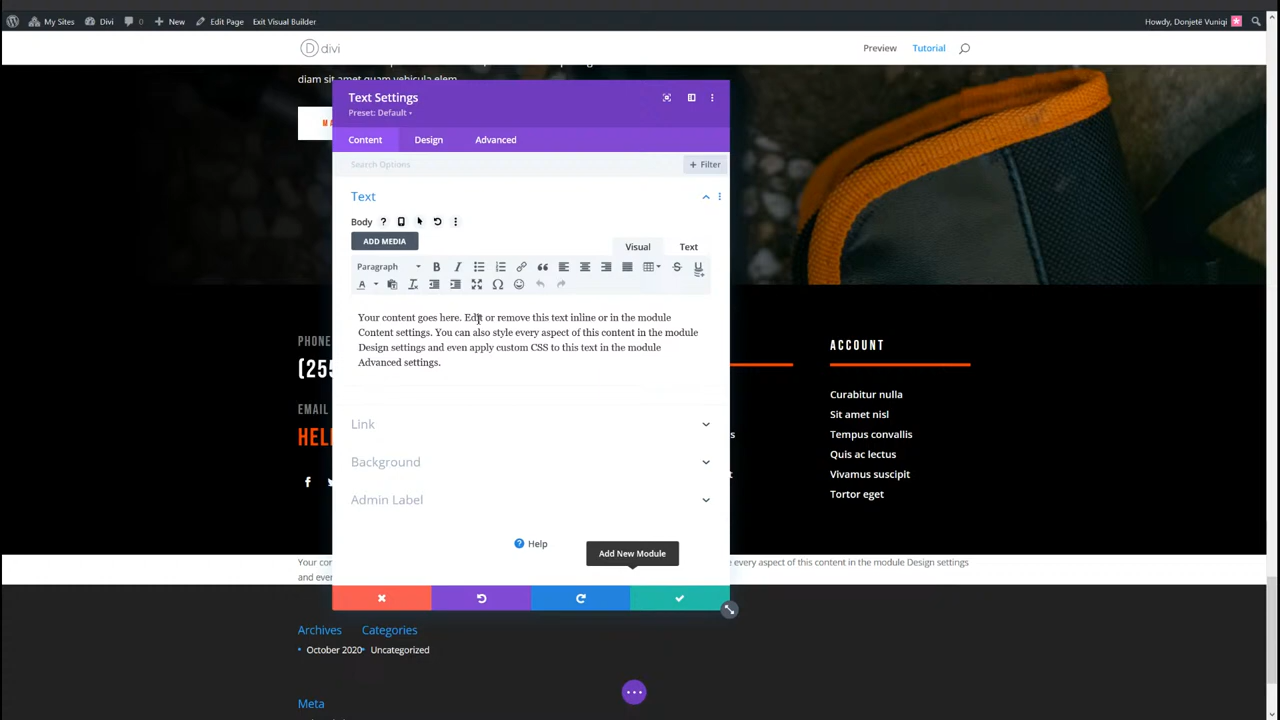 My Sites Divi 0 New Edit Page Exit Visual Builder Howdy, Donjetë Vuniqi
divi Preview Tutorial
diam sit amet quam vehicula elem
Text Settings
Preset: Default
Content Design Advanced
Search Options + Filter
Text
Body ?
ADD MEDIA Visual Text
Paragraph B I
A
Your content goes here. Edit or remove this text inline or in the module
Content settings. You can also style every aspect of this content in the module
Design settings and even apply custom CSS to this text in the module
Advanced settings.
PHONE
(255
EMAIL
HELL
ACCOUNT
Curabitur nulla
Sit amet nisl
Tempus convallis
Quis ac lectus
Vivamus suscipit
Tortor eget
Link
Background
Admin Label
Help
Add New Module
Your con every aspect of this content in the module Design settings
and even
Archives Categories
October 2020 Uncategorized
Meta